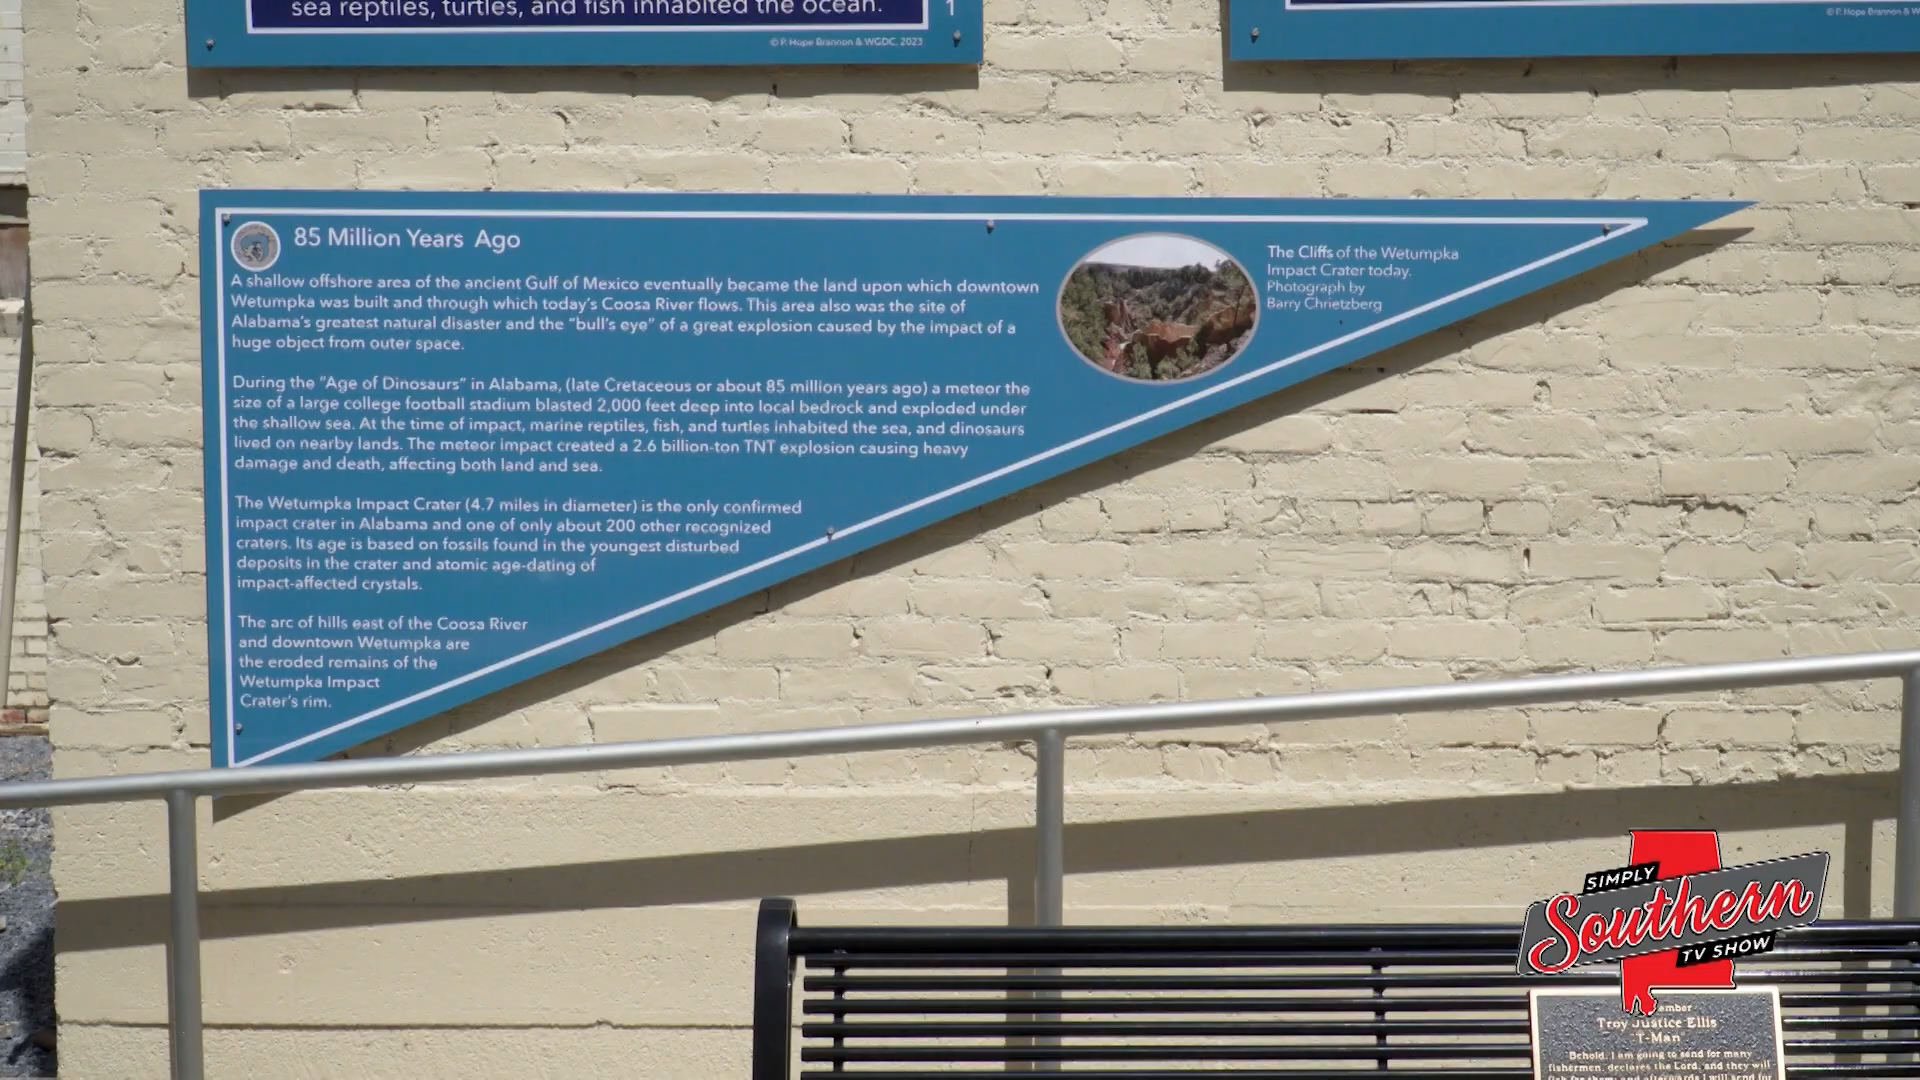 sea reptiles, turtles, and fish inhabited the ocean.
1
© P. Hope Brannon & WGDC, 2023
© P. Hope Brannon & W
85 Million Years Ago
A shallow offshore area of the ancient Gulf of Mexico eventually became the land upon which downtown
Wetumpka was built and through which today's Coosa River flows. This area also was the site of
Alabama's greatest natural disaster and the "bull's eye" of a great explosion caused by the impact of a
huge object from outer space.
During the "Age of Dinosaurs" in Alabama, (late Cretaceous or about 85 million years ago) a meteor the
size of a large college football stadium blasted 2,000 feet deep into local bedrock and exploded under
the shallow sea. At the time of impact, marine reptiles, fish, and turtles inhabited the sea, and dinosaurs
lived on nearby lands. The meteor impact created a 2.6 billion-ton TNT explosion causing heavy
damage and death, affecting both land and sea.
The Wetumpka Impact Crater (4.7 miles in diameter) is the only confirmed
impact crater in Alabama and one of only about 200 other recognized
craters. Its age is based on fossils found in the youngest disturbed
deposits in the crater and atomic age-dating of
impact-affected crystals.
The arc of hills east of the Coosa River
and downtown Wetumpka are
the eroded remains of the
Wetumpka Impact
Crater's rim.
The Cliffs of the Wetumpka
Impact Crater today.
Photograph by
Barry Chrietzberg
SIMPLY
Southern
TV SHOW
ember
Troy Justice Ellis
"T-Man"
"Behold, I am going to send for many
fishermen, declares the Lord, and they will
fish for them; and afterwards I will send for